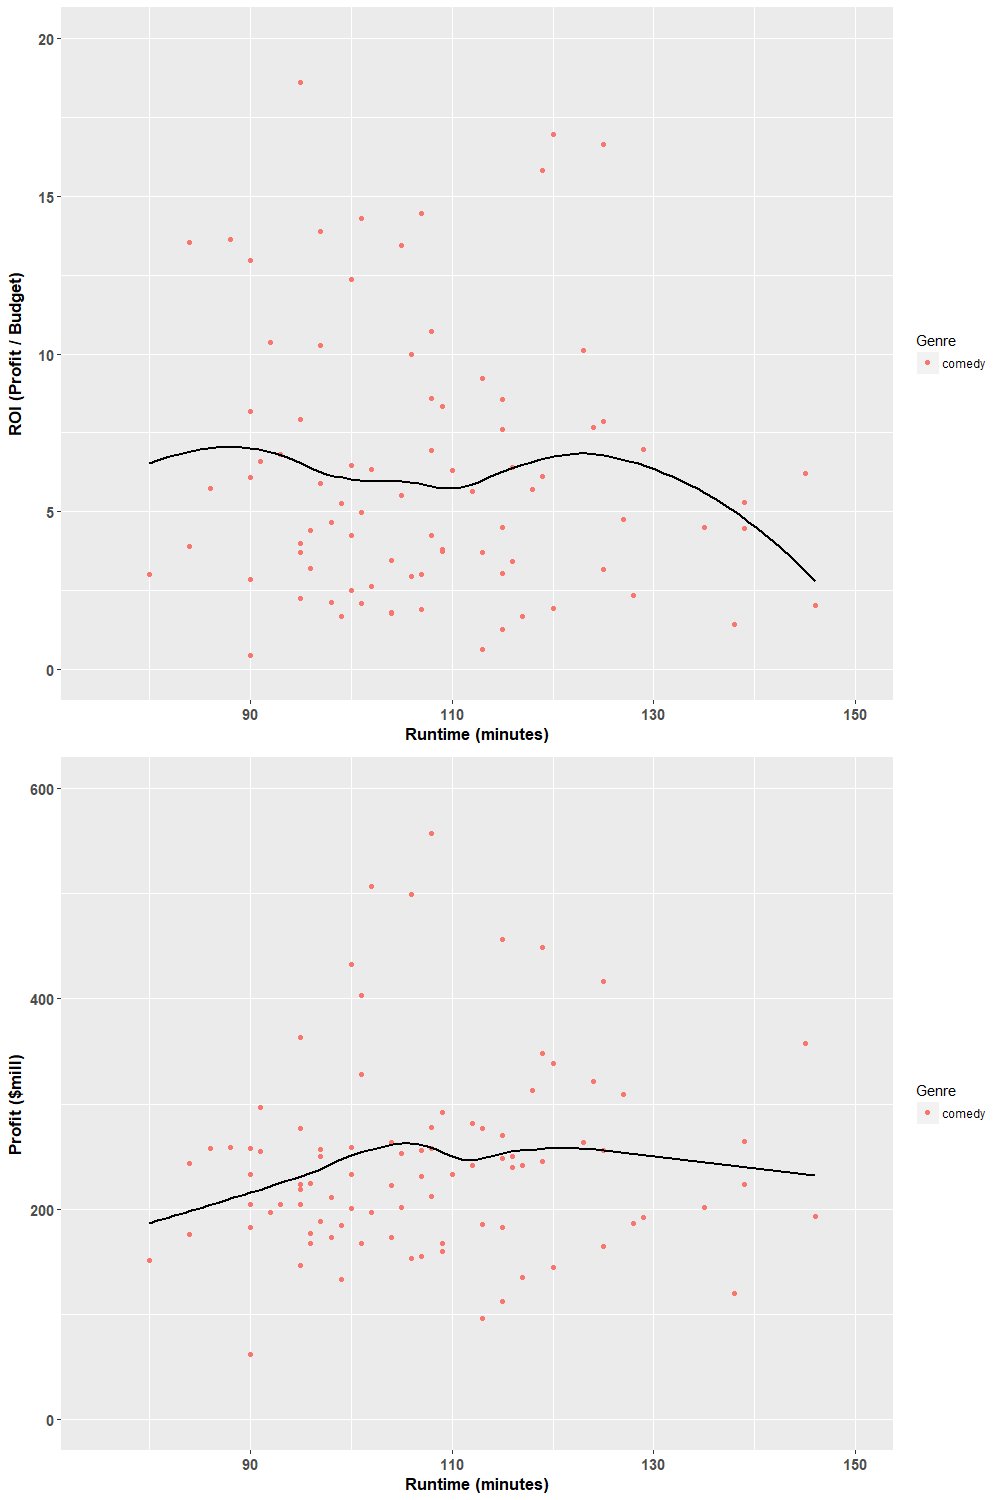 20
15
10
5
0
ROI (Profit / Budget)
90 110 130 150
Runtime (minutes)
Genre
comedy
600
400
200
0
Profit ($mill)
90 110 130 150
Runtime (minutes)
Genre
comedy